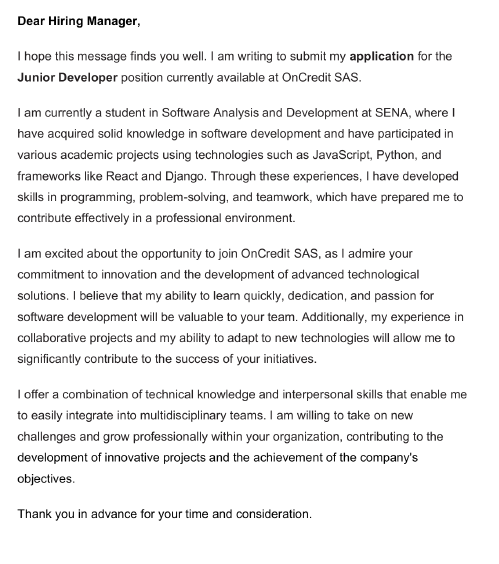 Dear Hiring Manager,
I hope this message finds you well. I am writing to submit my application for the
Junior Developer position currently available at OnCredit SAS.
I am currently a student in Software Analysis and Development at SENA, where I
have acquired solid knowledge in software development and have participated in
various academic projects using technologies such as JavaScript, Python, and
frameworks like React and Django. Through these experiences, I have developed
skills in programming, problem-solving, and teamwork, which have prepared me to
contribute effectively in a professional environment.
I am excited about the opportunity to join OnCredit SAS, as I admire your
commitment to innovation and the development of advanced technological
solutions. I believe that my ability to learn quickly, dedication, and passion for
software development will be valuable to your team. Additionally, my experience in
collaborative projects and my ability to adapt to new technologies will allow me to
significantly contribute to the success of your initiatives.
I offer a combination of technical knowledge and interpersonal skills that enable me
to easily integrate into multidisciplinary teams. I am willing to take on new
challenges and grow professionally within your organization, contributing to the
development of innovative projects and the achievement of the company's
objectives.
Thank you in advance for your time and consideration.